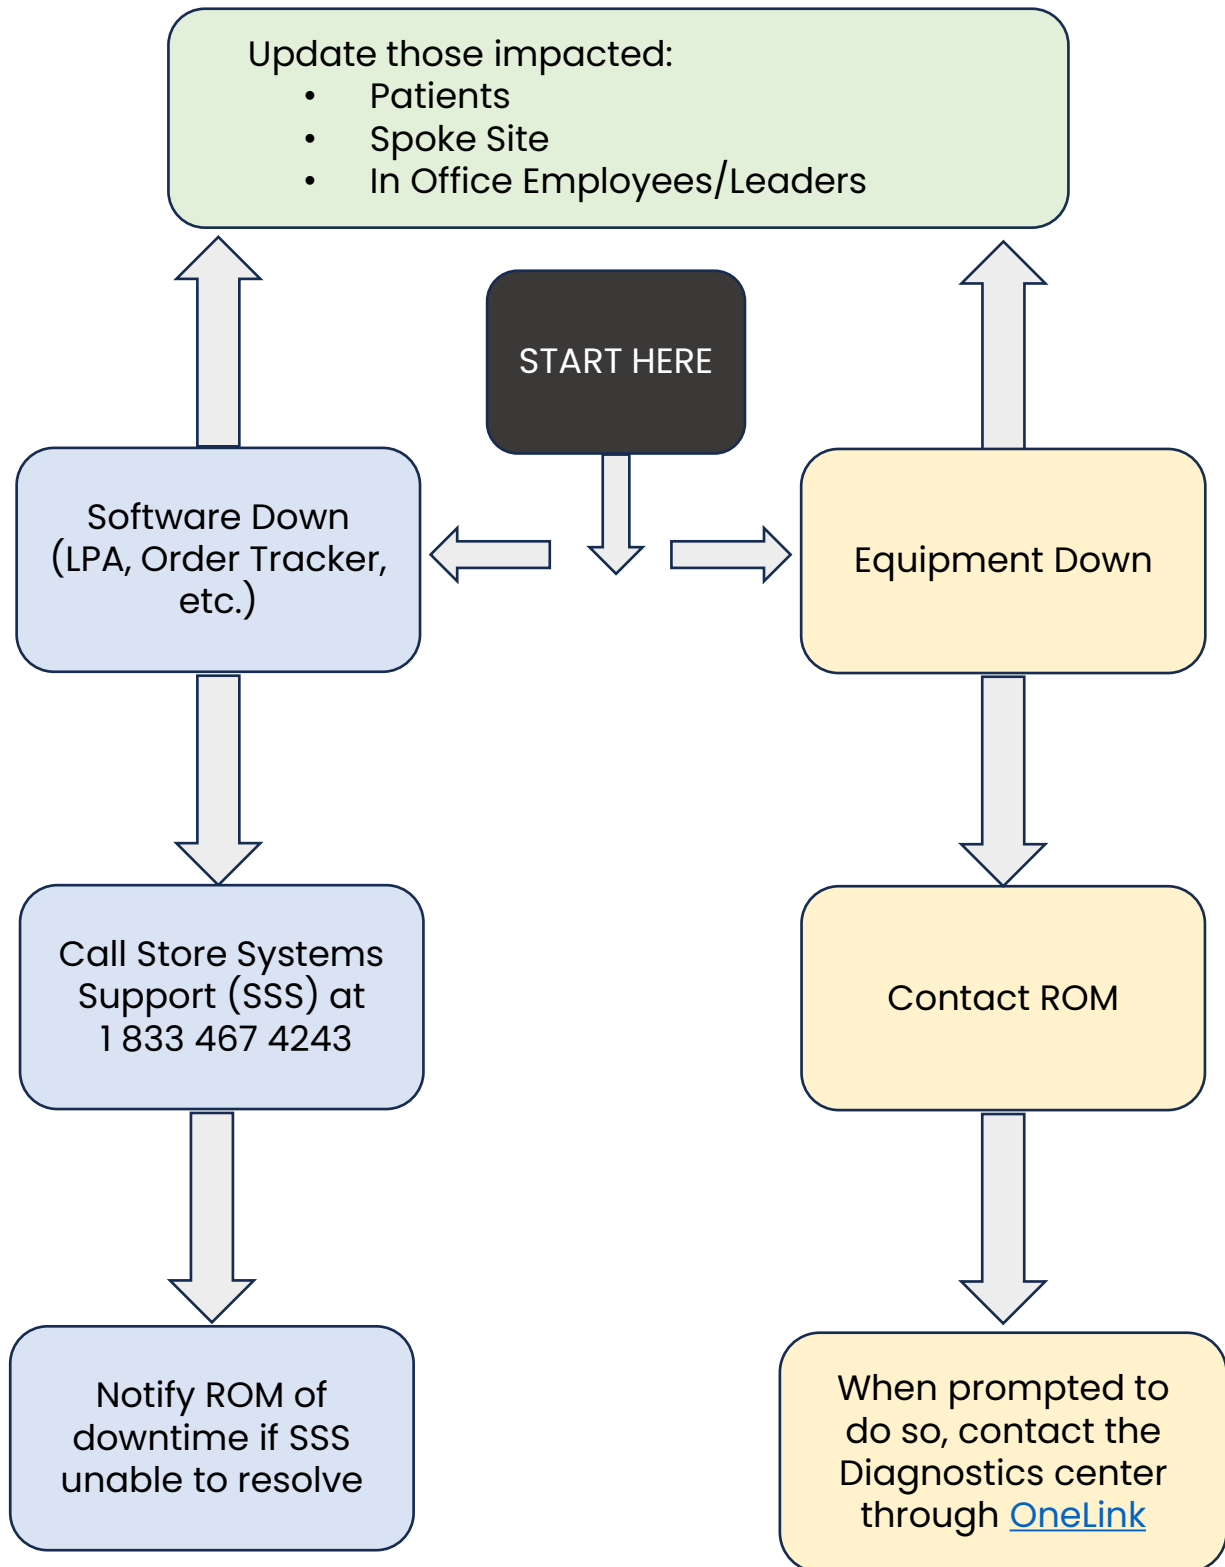 Update those impacted:
• Patients
• Spoke Site
• In Office Employees/Leaders
START HERE
Software Down
(LPA, Order Tracker,
etc.)
Equipment Down
Call Store Systems
Support (SSS) at
1 833 467 4243
Contact ROM
Notify ROM of
downtime if SSS
unable to resolve
When prompted to
do so, contact the
Diagnostics center
through OneLink